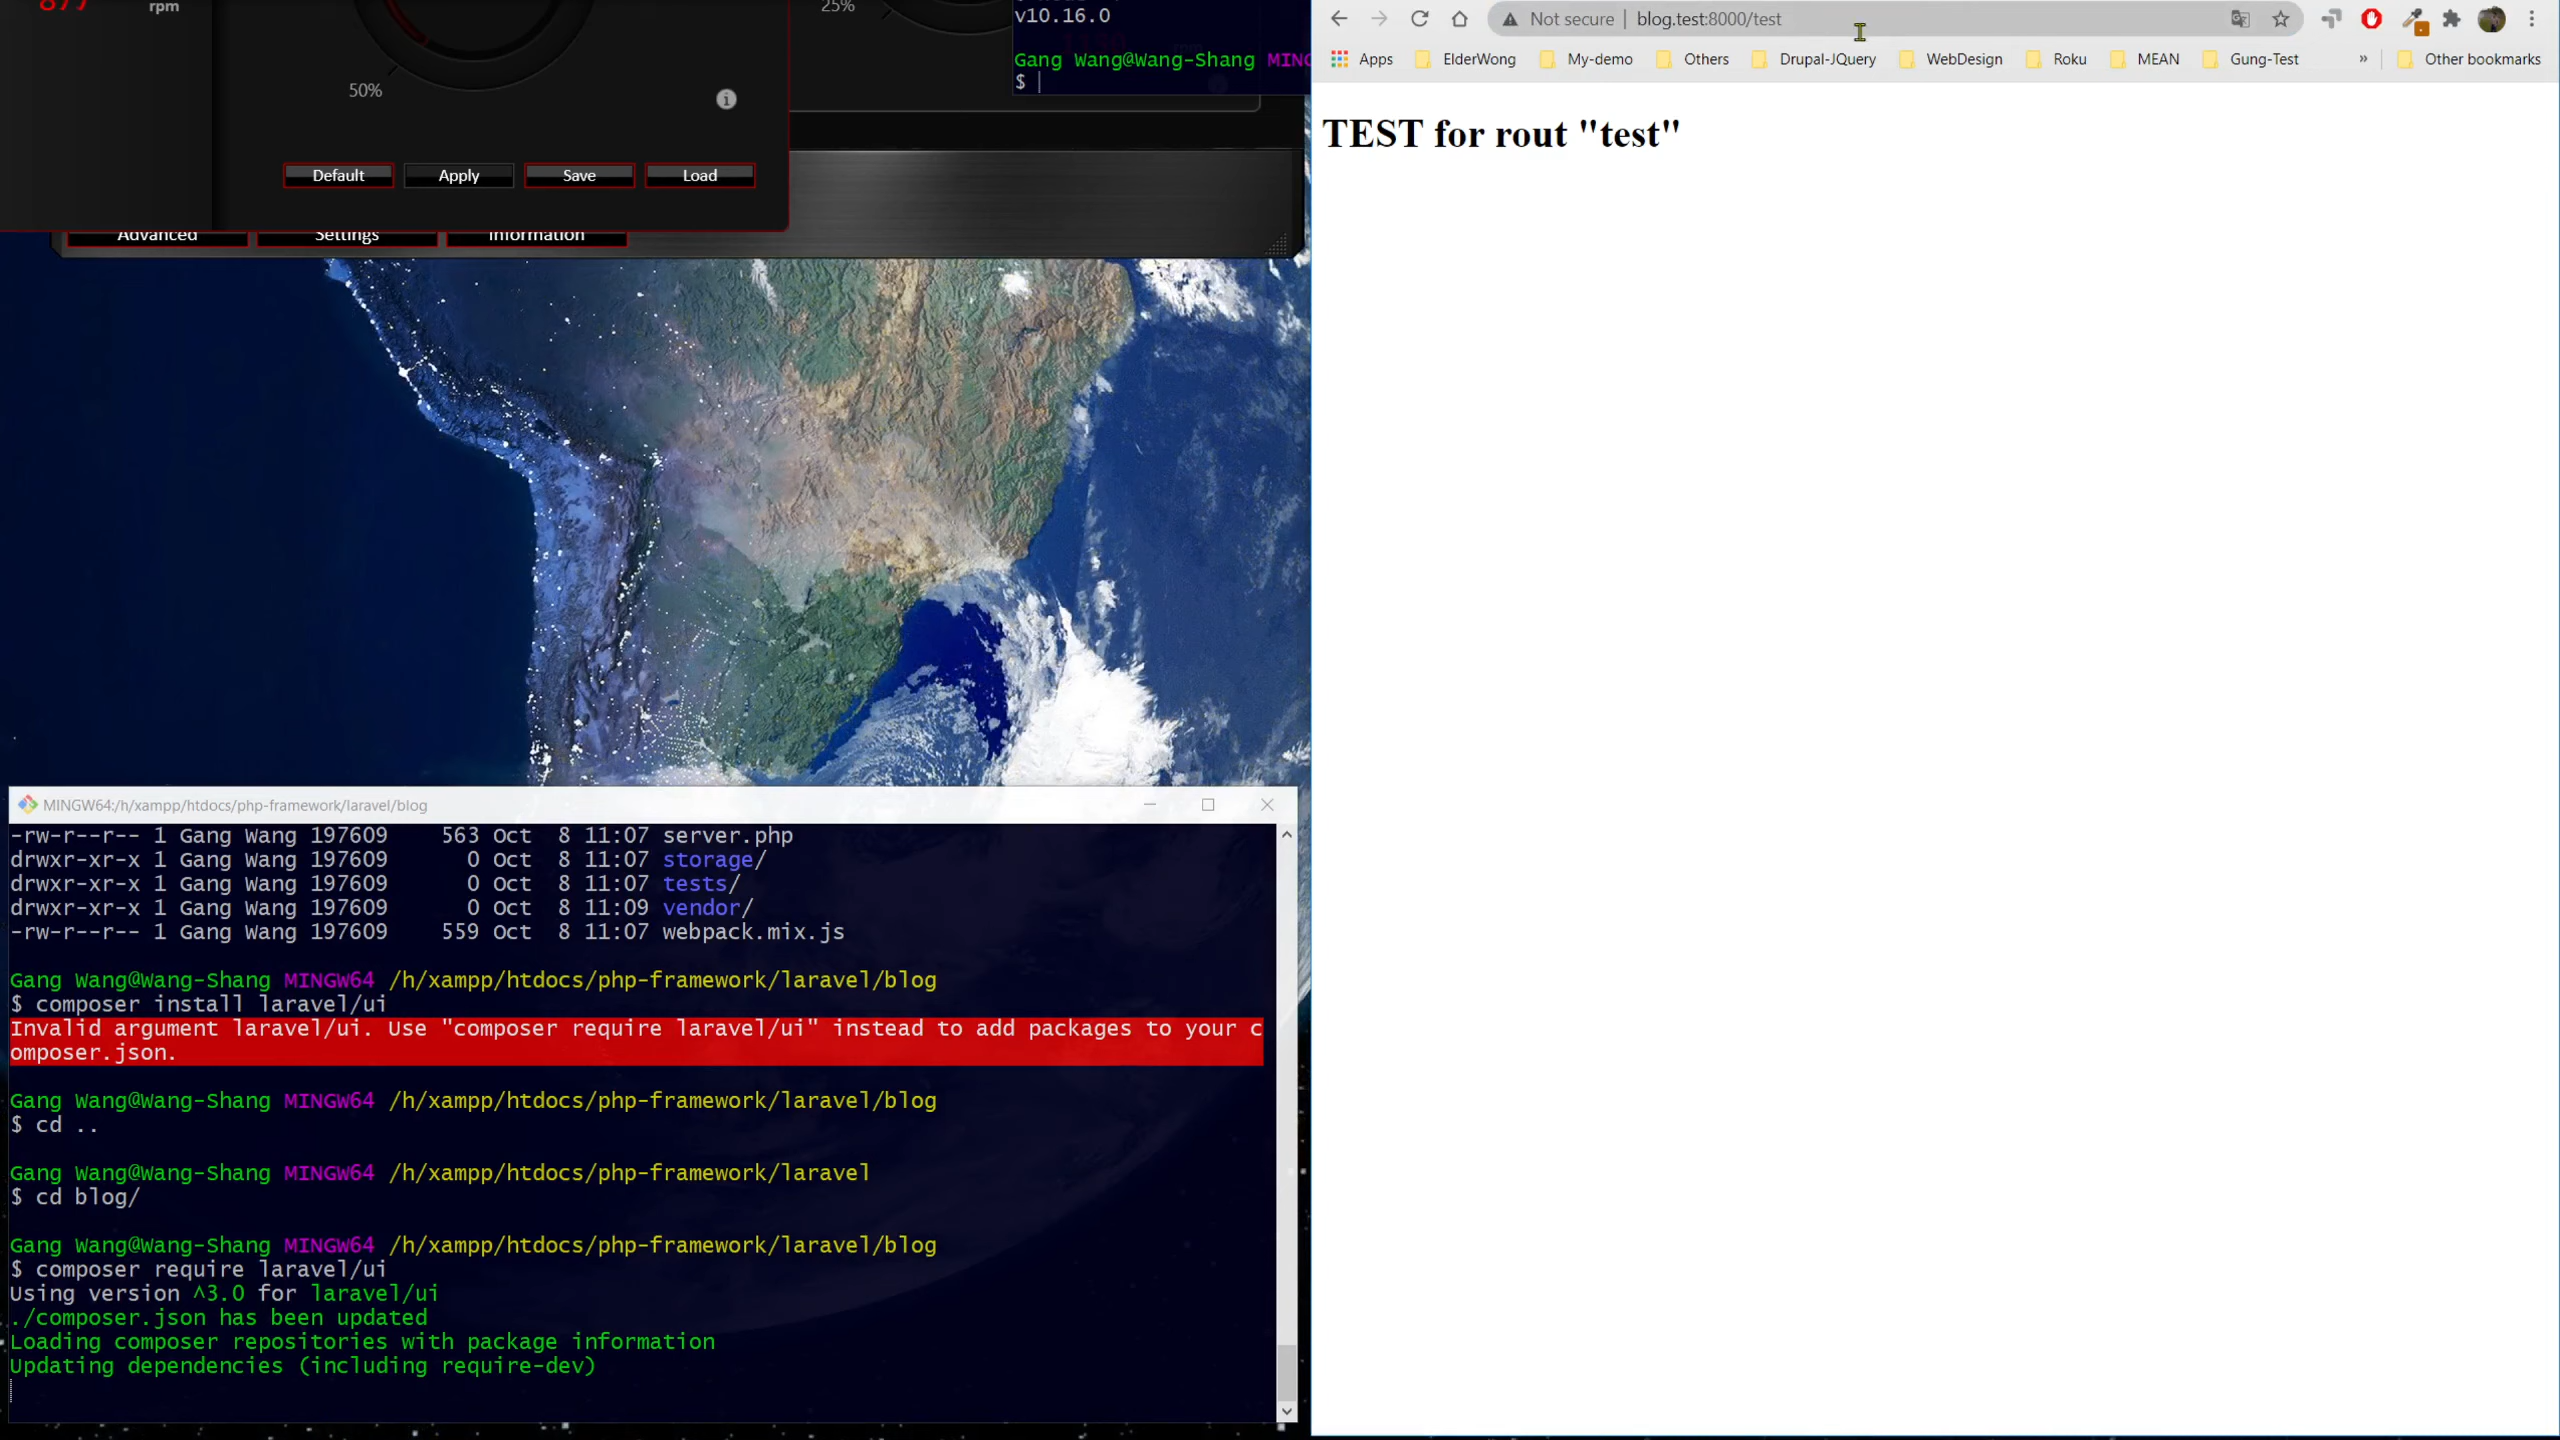 rpm
50%
Default Apply Save Load
Advanced Settings Information
25%
v10.16.0
Gang Wang@Wang-Shang
$
Not secure | blog.test:8000/test
Apps ElderWong My-demo Others Drupal-JQuery WebDesign Roku MEAN Gung-Test » Other bookmarks
TEST for rout "test"
MINGW64:/h/xampp/htdocs/php-framework/laravel/blog
-rw-r--r-- 1 Gang Wang 197609 563 Oct 8 11:07 server.php
drwxr-xr-x 1 Gang Wang 197609 0 Oct 8 11:07 storage/
drwxr-xr-x 1 Gang Wang 197609 0 Oct 8 11:07 tests/
drwxr-xr-x 1 Gang Wang 197609 0 Oct 8 11:09 vendor/
-rw-r--r-- 1 Gang Wang 197609 559 Oct 8 11:07 webpack.mix.js
Gang Wang@Wang-Shang MINGW64 /h/xampp/htdocs/php-framework/laravel/blog
$ composer install laravel/ui
Invalid argument laravel/ui. Use "composer require laravel/ui" instead to add packages to your c
omposer.json.
Gang Wang@Wang-Shang MINGW64 /h/xampp/htdocs/php-framework/laravel/blog
$ cd ..
Gang Wang@Wang-Shang MINGW64 /h/xampp/htdocs/php-framework/laravel
$ cd blog/
Gang Wang@Wang-Shang MINGW64 /h/xampp/htdocs/php-framework/laravel/blog
$ composer require laravel/ui
Using version ^3.0 for laravel/ui
./composer.json has been updated
Loading composer repositories with package information
Updating dependencies (including require-dev)